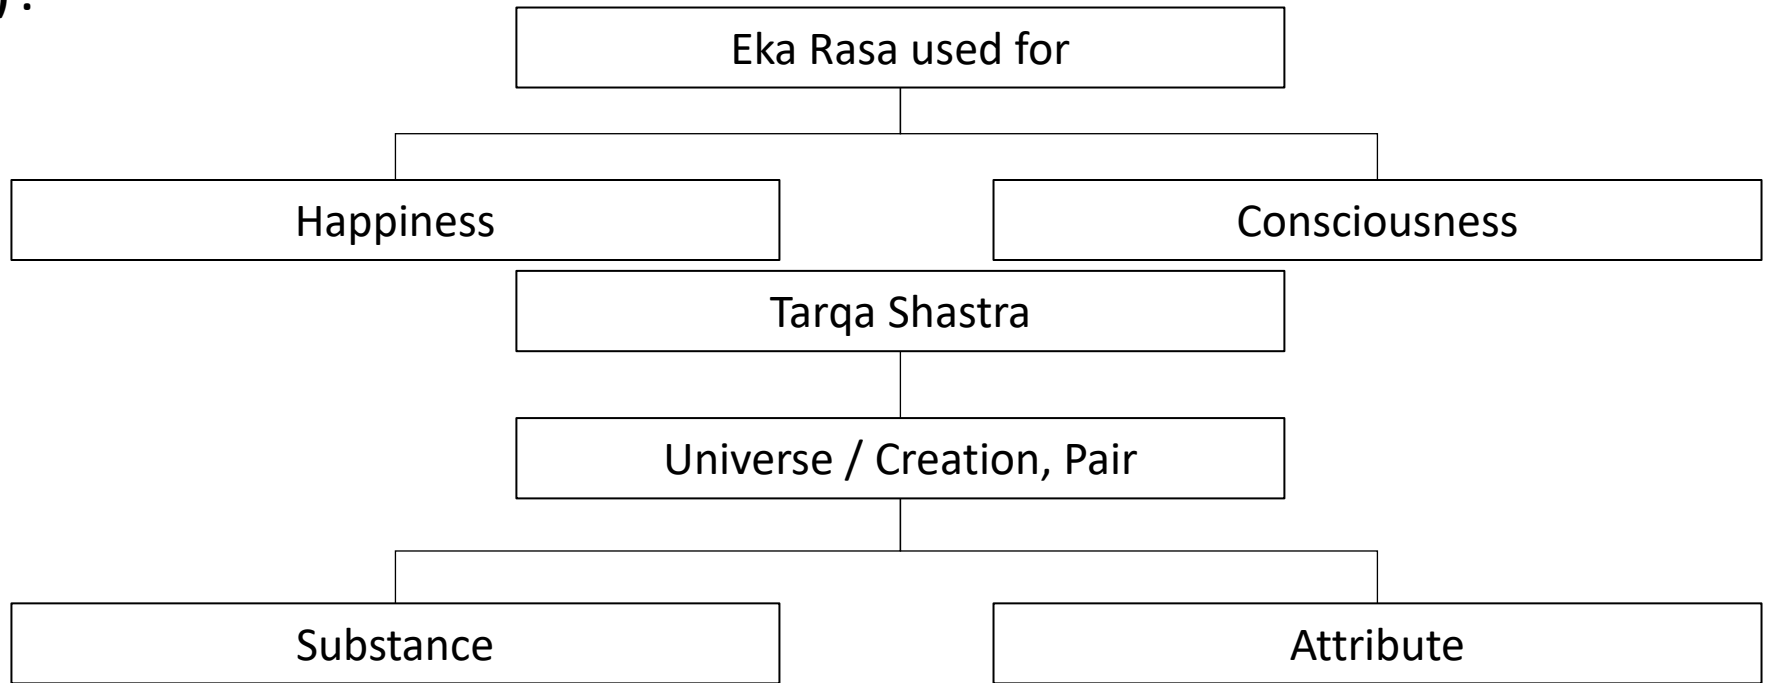 ) :
Eka Rasa used for
Happiness
Consciousness
Tarqa Shastra
Universe / Creation, Pair
Substance
Attribute